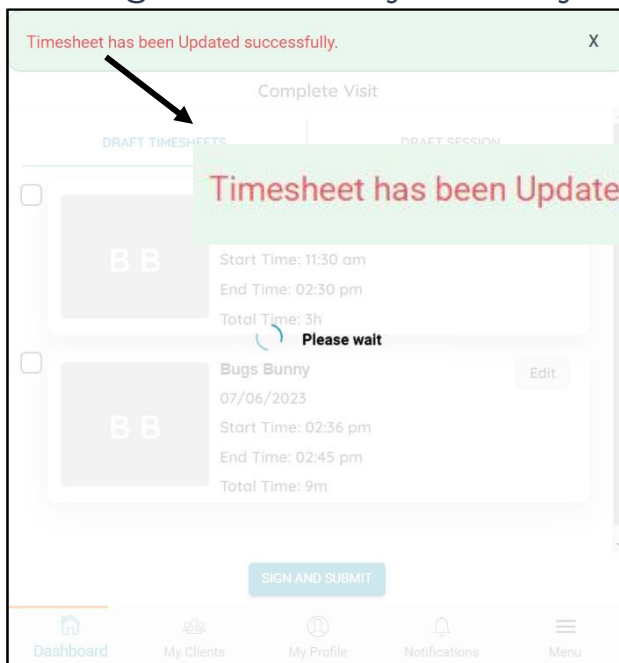 Timesheet has been Updated successfully. X
Complete Visit
DRAFT TIMESHEETS DRAFT SESSION
Timesheet has been Update
B B
Start Time: 11:30 am
End Time: 02:30 pm
Total Time: 3h
Please wait
Bugs Bunny Edit
07/06/2023
B B
Start Time: 02:36 pm
End Time: 02:45 pm
Total Time: 9m
SIGN AND SUBMIT
Dashboard My Clients My Profile Notifications Menu